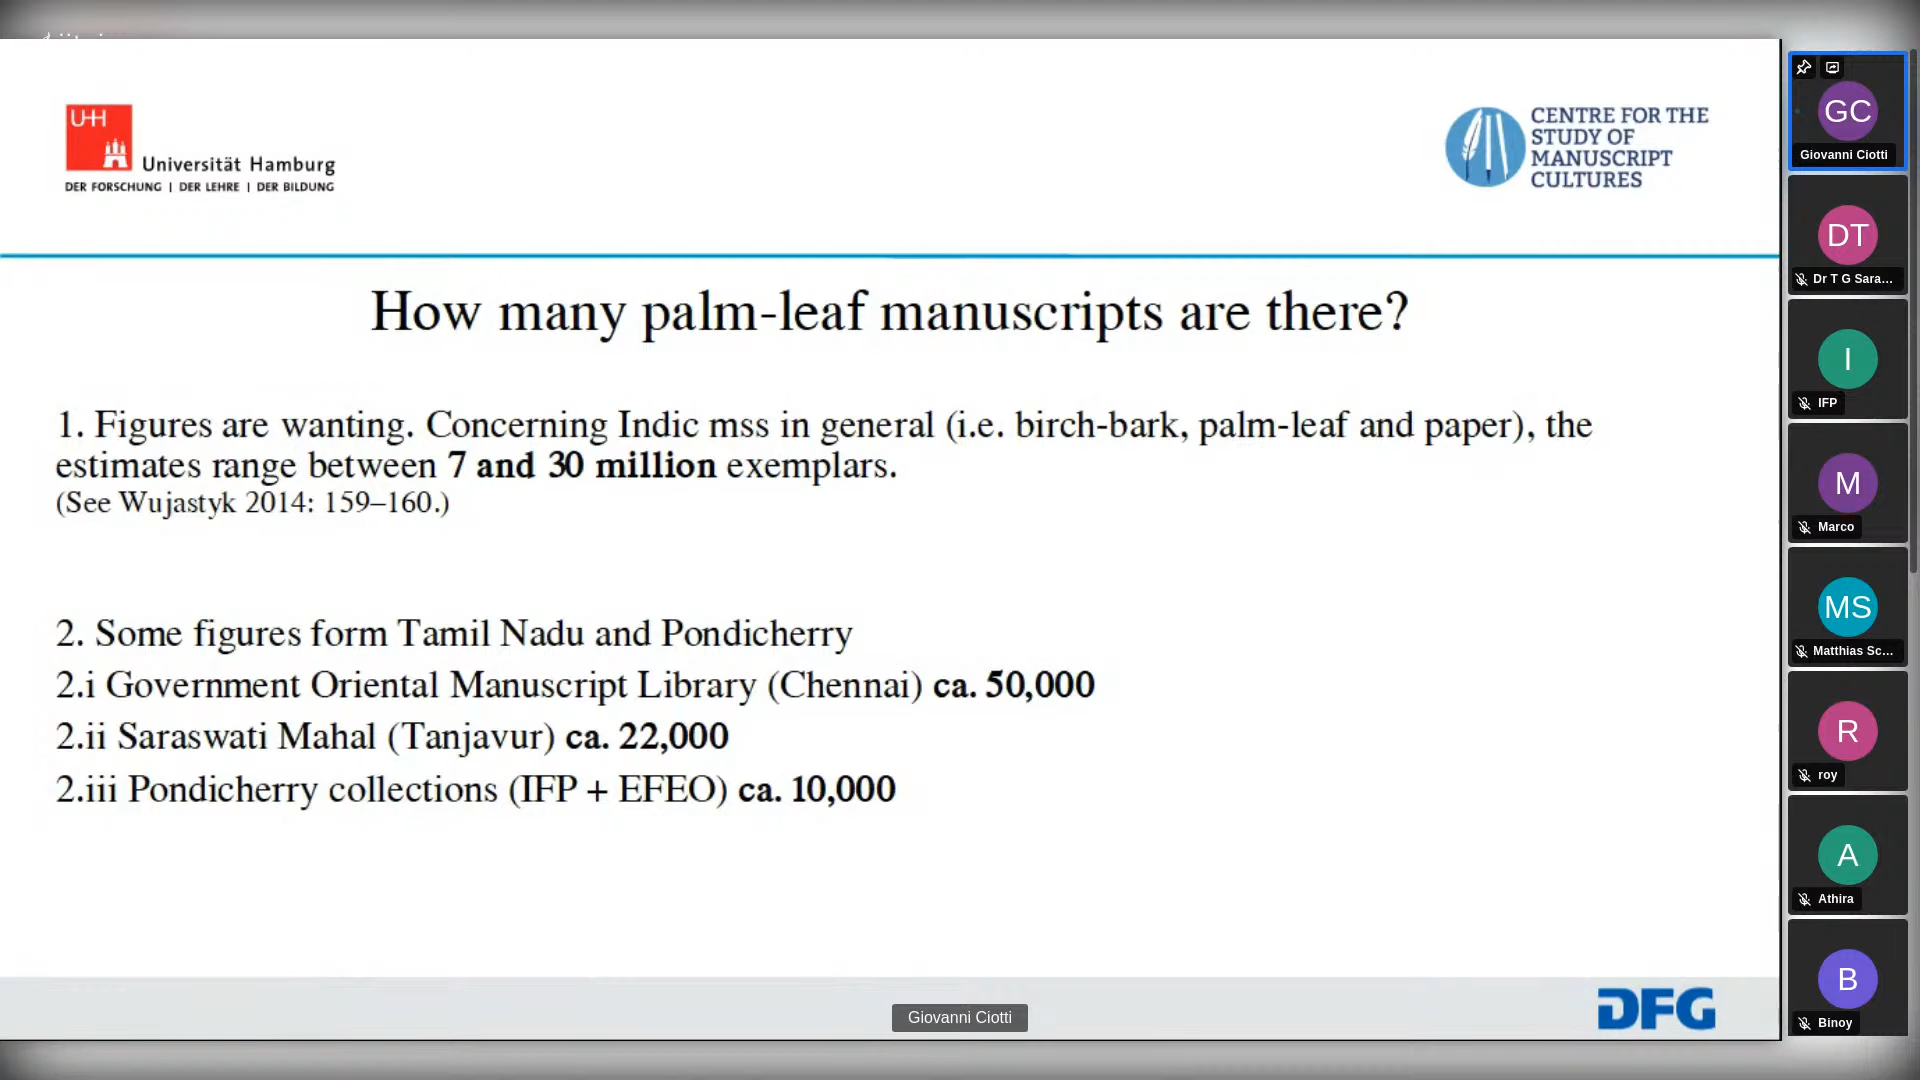 UHH
Universität Hamburg
DER FORSCHUNG | DER LEHRE | DER BILDUNG
CENTRE FOR THE
STUDY OF
MANUSCRIPT
CULTURES
How many palm-leaf manuscripts are there?
1. Figures are wanting. Concerning Indic mss in general (i.e. birch-bark, palm-leaf and paper), the
estimates range between 7 and 30 million exemplars.
(See Wujastyk 2014: 159–160.)
2. Some figures form Tamil Nadu and Pondicherry
2.i Government Oriental Manuscript Library (Chennai) ca. 50,000
2.ii Saraswati Mahal (Tanjavur) ca. 22,000
2.iii Pondicherry collections (IFP + EFEO) ca. 10,000
Giovanni Ciotti
DFG
GC
Giovanni Ciotti
DT
Dr T G Sara...
I
IFP
M
Marco
MS
Matthias Sc...
R
roy
A
Athira
B
Binoy